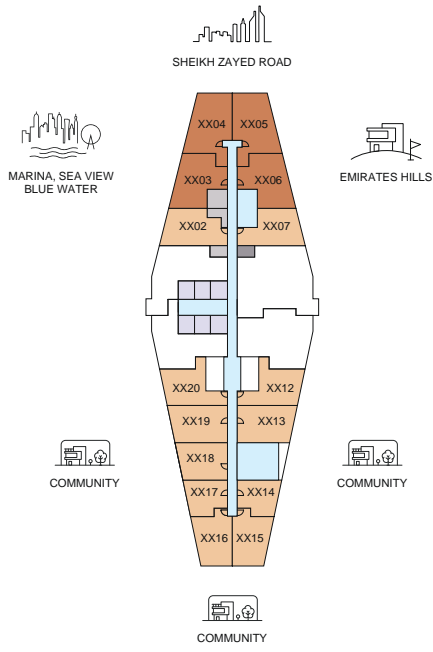 SHEIKH ZAYED ROAD
MARINA, SEA VIEW
BLUE WATER
EMIRATES HILLS
XX04 XX05
XX03 XX06
XX02 XX07
XX20 XX12
XX19 XX13
XX18
XX17 XX14
XX16 XX15
COMMUNITY
COMMUNITY
COMMUNITY